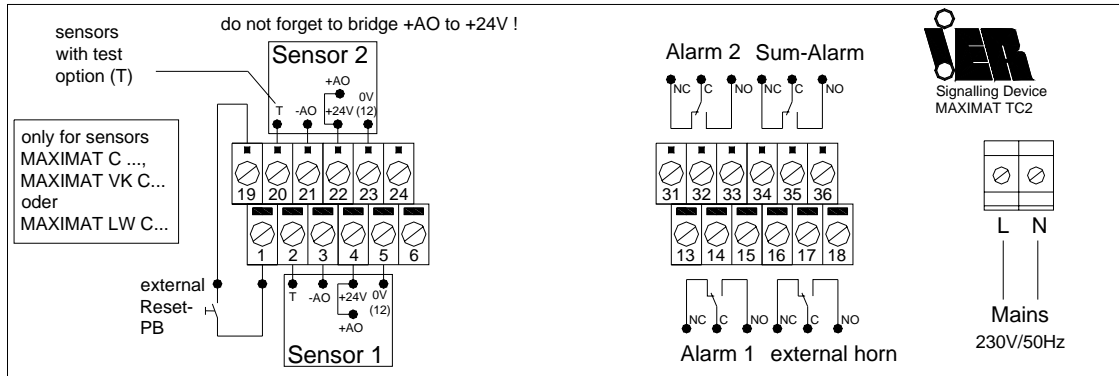 do not forget to bridge +AO to +24V !
sensors
with test
option (T)
Sensor 2
+AO
T -AO +24V 0V
(12)
only for sensors
MAXIMAT C ...,
MAXIMAT VK C...
oder
MAXIMAT LW C...
19 20 21 22 23 24
1 2 3 4 5 6
external
Reset-
PB
T -AO +24V 0V
(12)
+AO
Sensor 1
Alarm 2 Sum-Alarm
NC C NO NC C NO
31 32 33 34 35 36
13 14 15 16 17 18
NC C NO NC C NO
Alarm 1 external horn
iER
Signalling Device
MAXIMAT TC2
L N
Mains
230V/50Hz